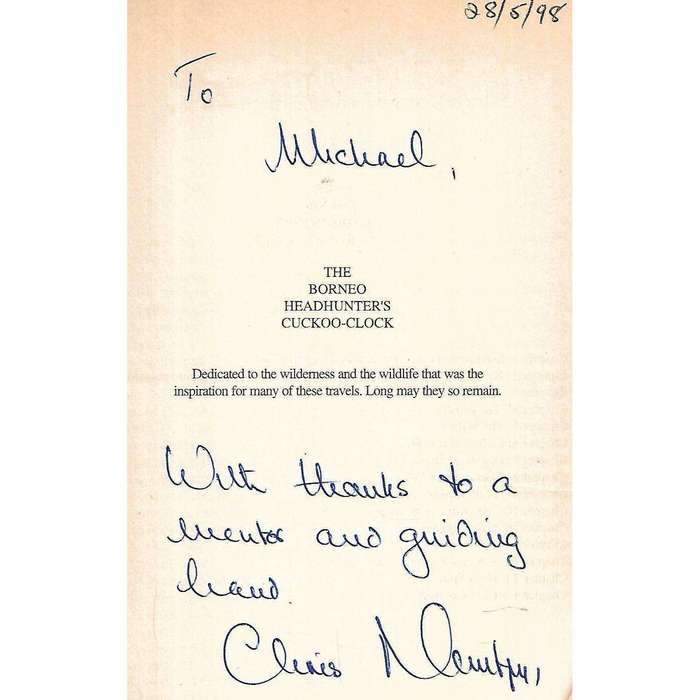 28/5/98
To
Michael,
THE
BORNEO
HEADHUNTER'S
CUCKOO-CLOCK
Dedicated to the wilderness and the wildlife that was the
inspiration for many of these travels. Long may they so remain.
With thanks to a
mentor and guiding
hand.
Chris